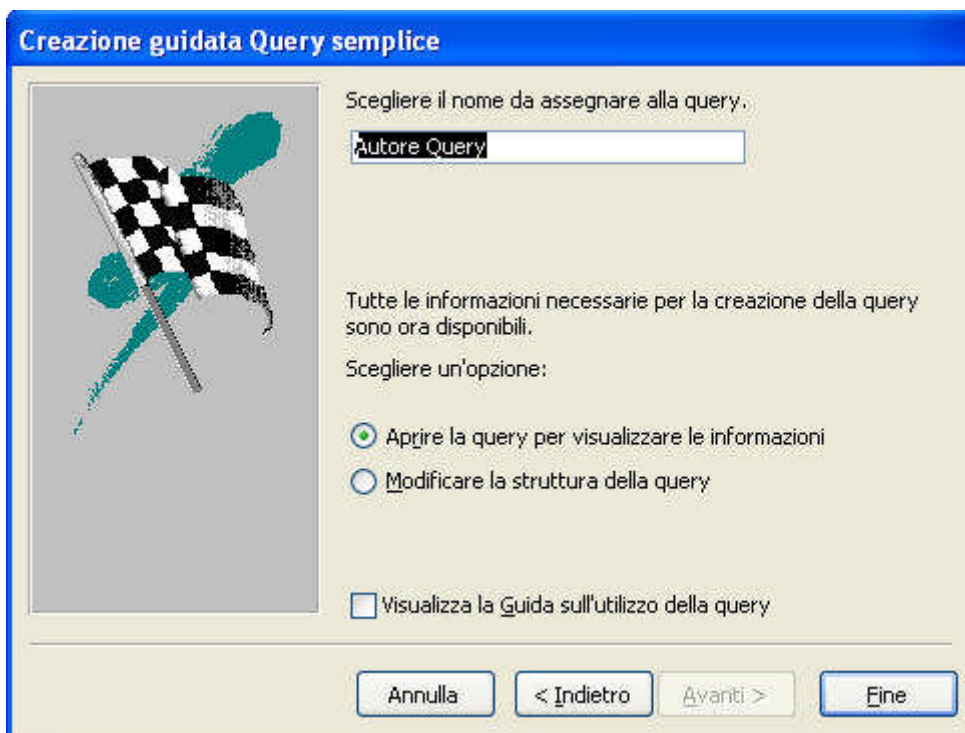 Creazione guidata Query semplice
Scegliere il nome da assegnare alla query.
Autore Query
Tutte le informazioni necessarie per la creazione della query
sono ora disponibili.
Scegliere un'opzione:
Aprire la query per visualizzare le informazioni
Modificare la struttura della query
Visualizza la Guida sull'utilizzo della query
Annulla
< Indietro
Avanti >
Fine